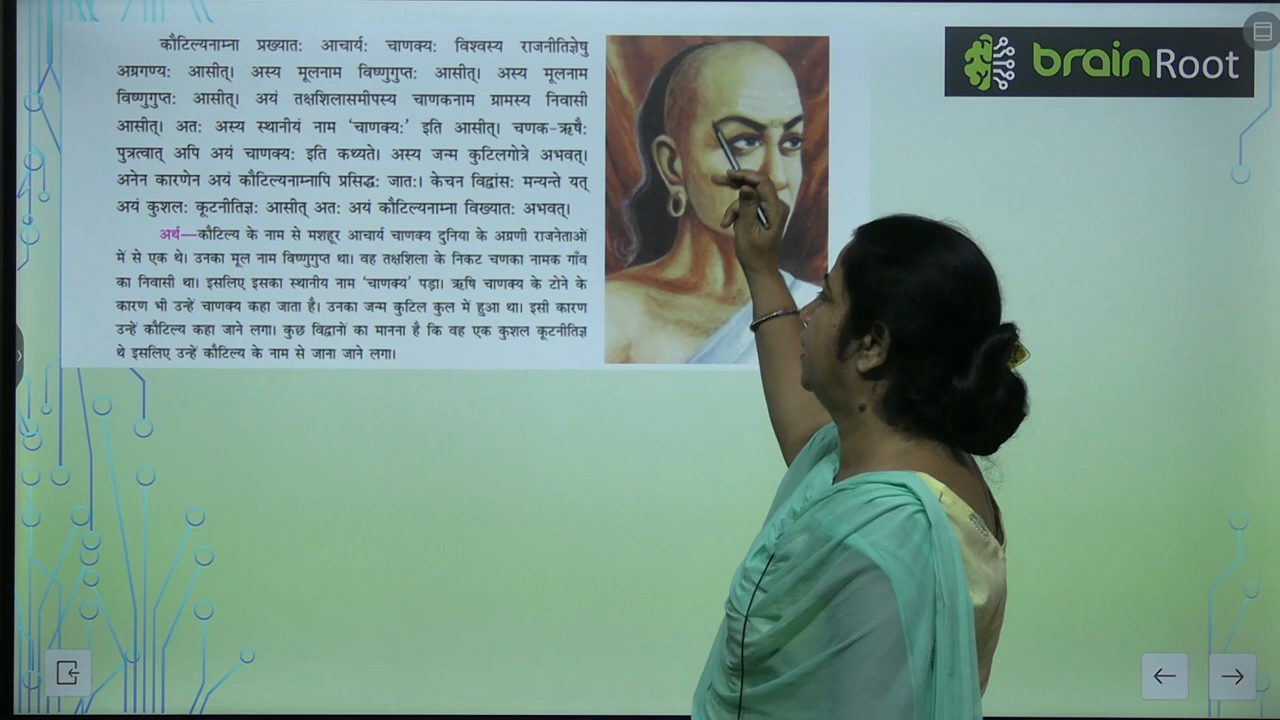 कौटिल्यनाम्ना प्रख्यातः आचार्यः चाणक्यः विश्वस्य राजनीतिज्ञेषु
अग्रगण्यः आसीत्। अस्य मूलनाम विष्णुगुप्तः आसीत्। अस्य मूलनाम
विष्णुगुप्तः आसीत्। अयं तक्षशिलासमीपस्य चाणकनाम ग्रामस्य निवासी
आसीत्। अतः अस्य स्थानीयं नाम ‘चाणक्यः’ इति आसीत्। चणक-ऋषैः
पुत्रत्वात् अपि अयं चाणक्यः इति कथ्यते। अस्य जन्म कुटिलगोत्रे अभवत्।
अनेन कारणेन अयं कौटिल्यनाम्नापि प्रसिद्धः जातः। केचन विद्वांसः मन्यन्ते यत्
अयं कुशलः कूटनीतिज्ञः आसीत् अतः अयं कौटिल्यनाम्ना विख्यातः अभवत्।
अर्थ—कौटिल्य के नाम से मशहूर आचार्य चाणक्य दुनिया के अग्रणी राजनेताओं
में से एक थे। उनका मूल नाम विष्णुगुप्त था। वह तक्षशिला के निकट चणका नामक गाँव
का निवासी था। इसलिए इसका स्थानीय नाम ‘चाणक्य’ पड़ा। ऋषि चाणक्य के टोने के
कारण भी उन्हें चाणक्य कहा जाता है। उनका जन्म कुटिल कुल में हुआ था। इसी कारण
उन्हें कौटिल्य कहा जाने लगा। कुछ विद्वानों का मानना है कि वह एक कुशल कूटनीतिज्ञ
थे इसलिए उन्हें कौटिल्य के नाम से जाना जाने लगा।
brainRoot